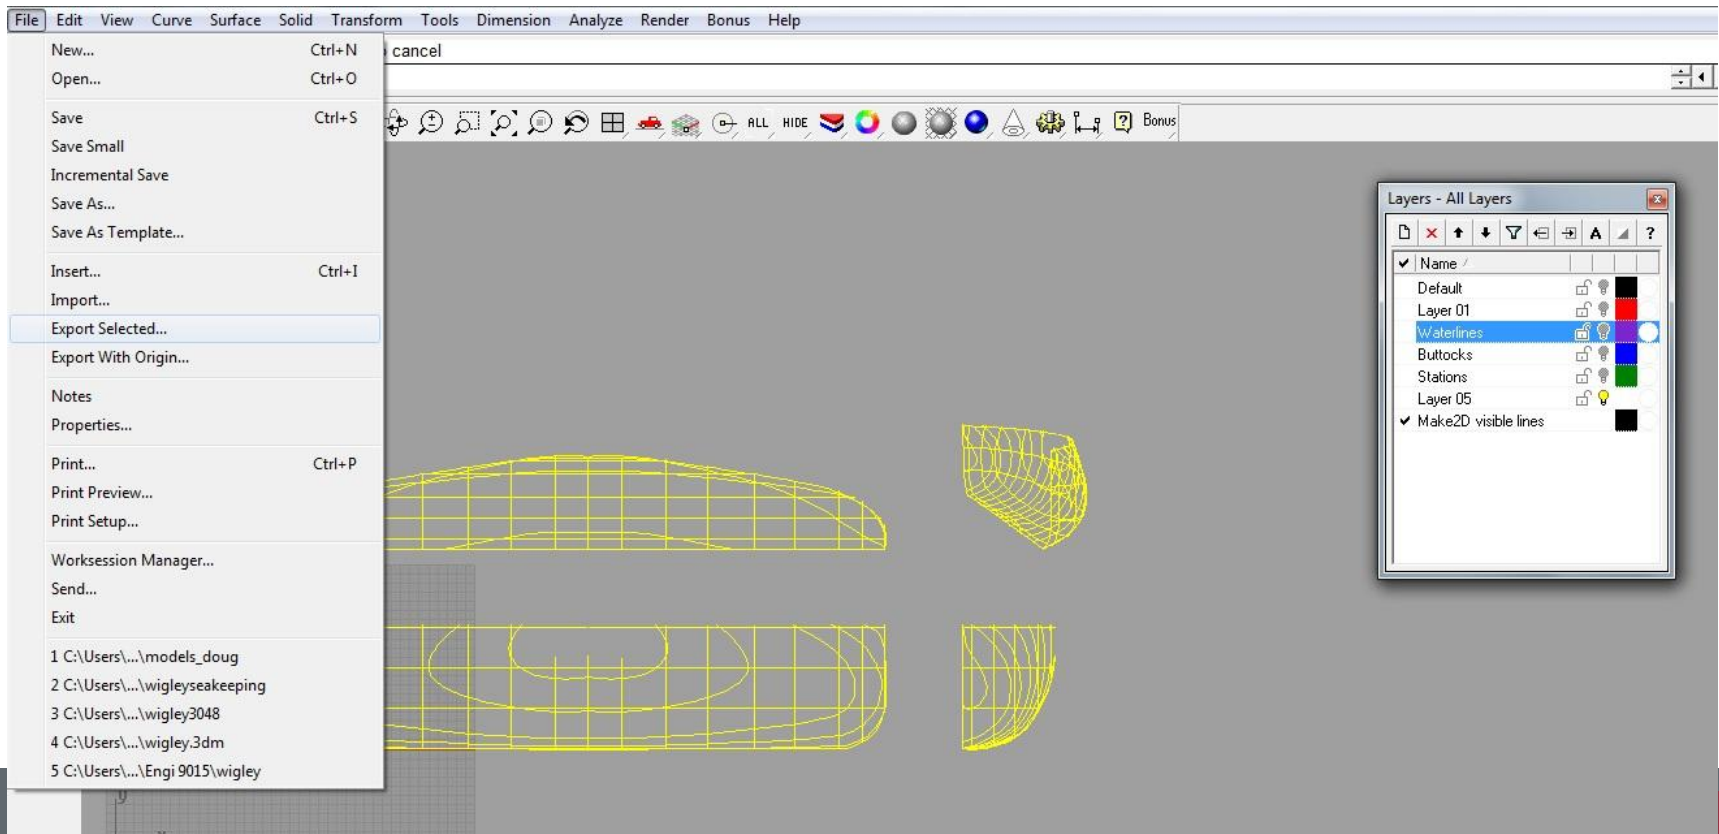 File Edit View Curve Surface Solid Transform Tools Dimension Analyze Render Bonus Help
New... Ctrl+N
cancel
Open... Ctrl+O
Save Ctrl+S
ALL HIDE Bonus
Save Small
Incremental Save
Save As...
Save As Template...
Insert... Ctrl+I
Import...
Export Selected...
Export With Origin...
Notes
Properties...
Print... Ctrl+P
Print Preview...
Print Setup...
Worksession Manager...
Send...
Exit
1 C:\Users\...\models_doug
2 C:\Users\...\wigleyseakeeping
3 C:\Users\...\wigley3048
4 C:\Users\...\wigley.3dm
5 C:\Users\...\Engi 9015\wigley
Layers - All Layers
A ?
Name
Default
Layer 01
Waterlines
Buttocks
Stations
Layer 05
Make2D visible lines